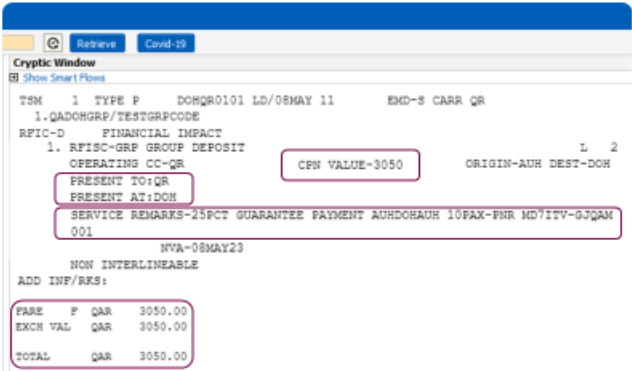 Retrieve Covid-19
Cryptic Window
Show Smart Flows
TSM 1 TYPE P DOHQR0101 LD/08MAY 11 EMD-S CARR QR
1.QADOHGRP/TESTGRPCODE
RFIC-D FINANCIAL IMPACT
1. RFISC-GRP GROUP DEPOSIT L 2
OPERATING CC-QR CPN VALUE-3050 ORIGIN-AUH DEST-DOH
PRESENT TO:QR
PRESENT AT:DOH
SERVICE REMARKS-25PCT GUARANTEE PAYMENT AUHDOHAUH 10PAX-PNR MD7ITV-GJQAM
001
NVA-08MAY23
NON INTERLINEABLE
ADD INF/RKS:
FARE F QAR 3050.00
EXCH VAL QAR 3050.00
TOTAL QAR 3050.00